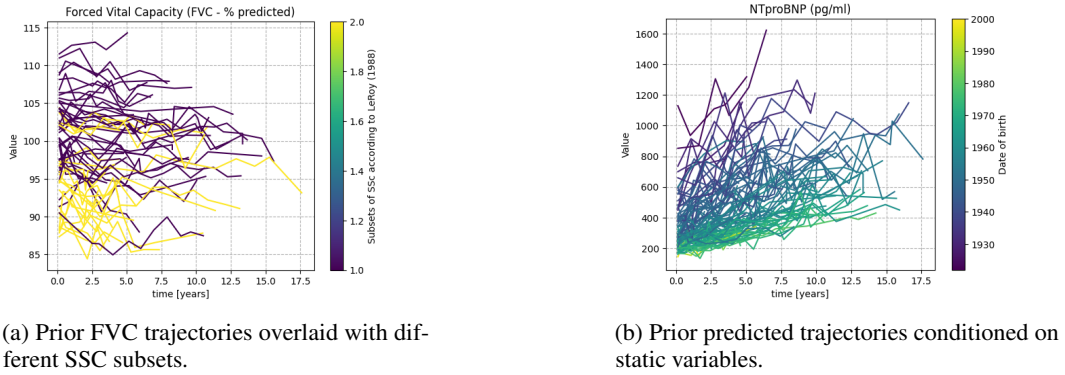 Forced Vital Capacity (FVC - % predicted)
115
110
105
100
95
90
85
Value
0.0 2.5 5.0 7.5 10.0 12.5 15.0 17.5
time [years]
2.0
1.8
1.6
1.4
1.2
1.0
Subsets of SSc according to LeRoy (1988)
NTproBNP (pg/ml)
1600
1400
1200
1000
800
600
400
200
Value
0.0 2.5 5.0 7.5 10.0 12.5 15.0 17.5
time [years]
2000
1990
1980
1970
1960
1950
1940
1930
Date of birth
(a) Prior FVC trajectories overlaid with dif-
ferent SSC subsets.
(b) Prior predicted trajectories conditioned on
static variables.